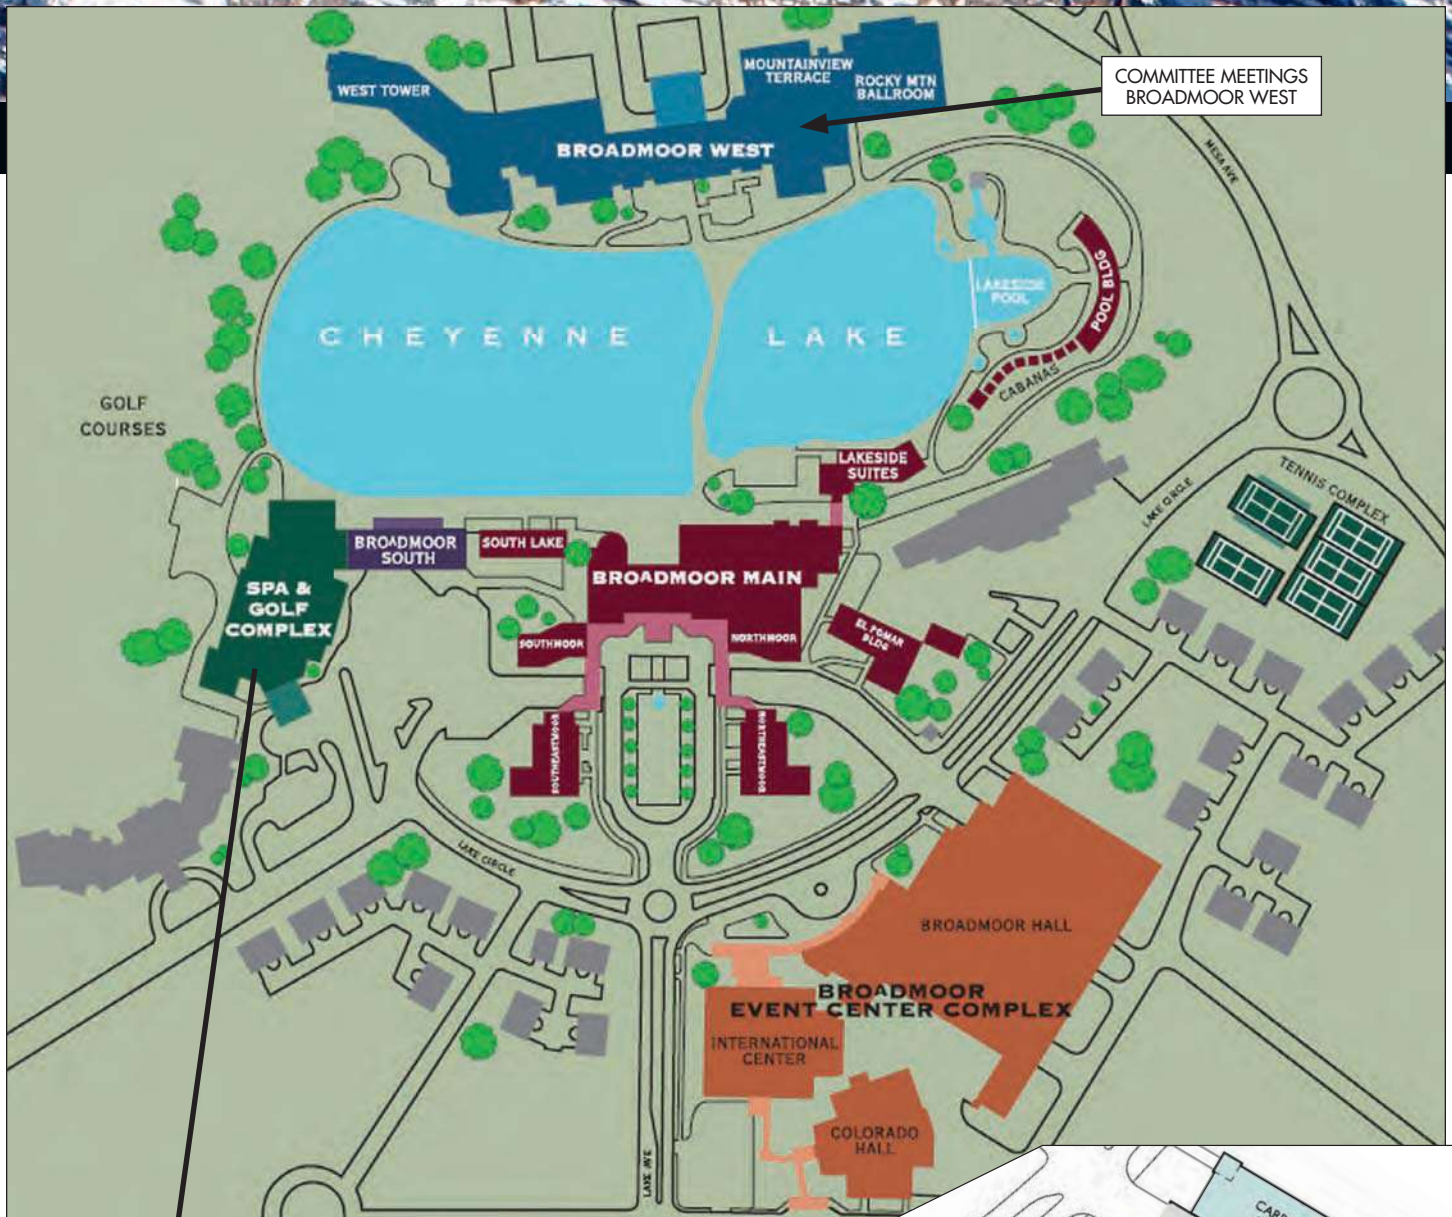 WEST TOWER
MOUNTAINVIEW
TERRACE
ROCKY MTN
BALLROOM
COMMITTEE MEETINGS
BROADMOOR WEST
BROADMOOR WEST
MESA AVE
LAKESIDE
POOL
POOL BLDG
CHEYENNE LAKE
CABANAS
GOLF
COURSES
LAKESIDE
SUITES
TENNIS COMPLEX
LAKE CIRCLE
BROADMOOR
SOUTH
SOUTH LAKE
BROADMOOR MAIN
SPA &
GOLF
COMPLEX
SOUTHMOOR
NORTHMOOR
EL POMAR
BLDG
SOUTHEASTMOOR
NORTHEASTMOOR
LAKE CIRCLE
BROADMOOR HALL
BROADMOOR
EVENT CENTER COMPLEX
INTERNATIONAL
CENTER
COLORADO
HALL
LAKE AVE